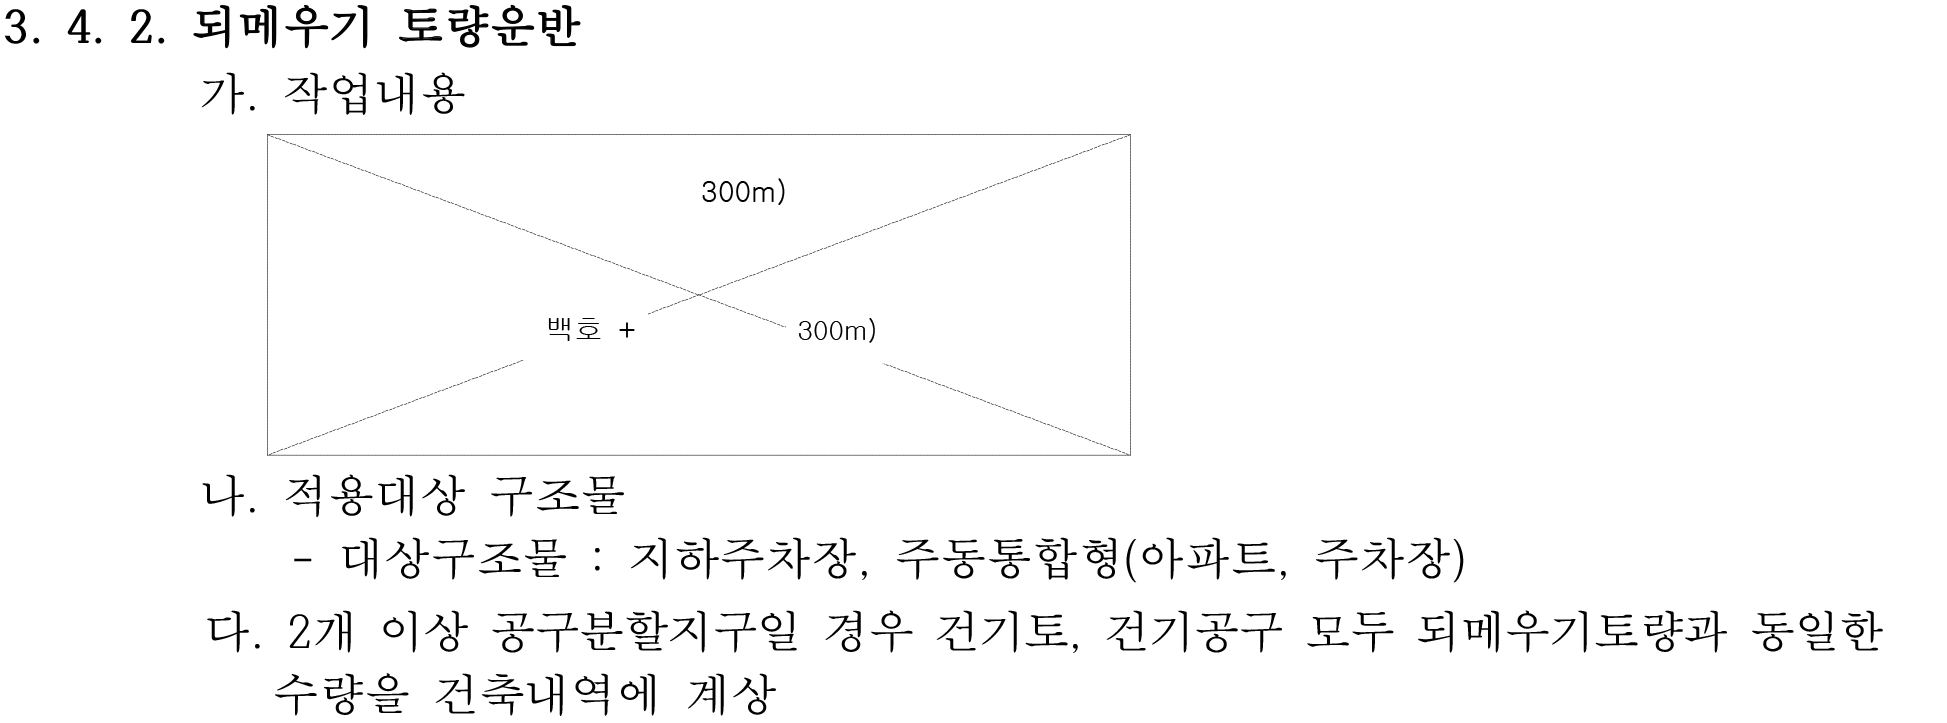 3. 4. 2. 되메우기 토량운반
가. 작업내용
300m)
백호 + 300m)
나. 적용대상 구조물
- 대상구조물 : 지하주차장, 주동통합형(아파트, 주차장)
다. 2개 이상 공구분할지구일 경우 건기토, 건기공구 모두 되메우기토량과 동일한
수량을 건축내역에 계상